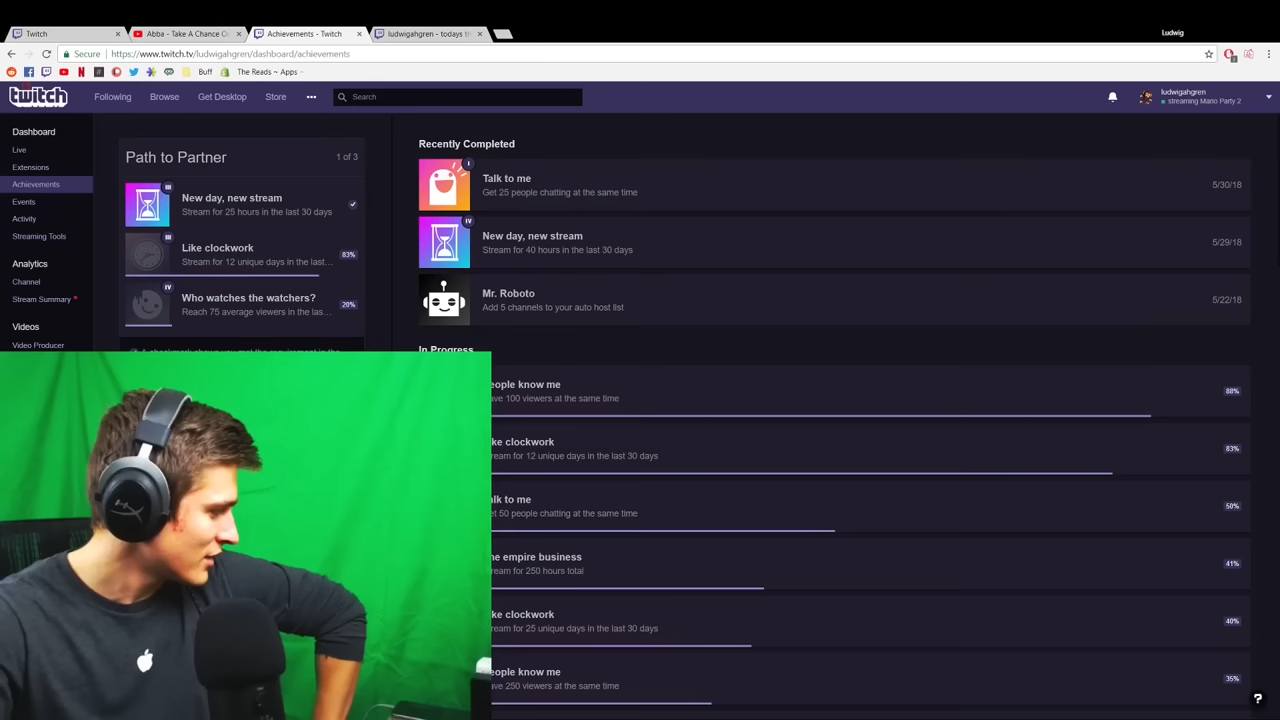 Twitch
Abba - Take A Chance O
Achievements - Twitch
ludwigahgren - todays th
Ludwig
Secure
https://www.twitch.tv/ludwigahgren/dashboard/achievements
Buff
The Reads ~ Apps -
twitch
Following
Browse
Get Desktop
Store
Search
ludwigahgren
streaming Mario Party 2
Dashboard
Live
Extensions
Achievements
Events
Activity
Streaming Tools
Analytics
Channel
Stream Summary
Videos
Video Producer
Path to Partner
1 of 3
III
New day, new stream
Stream for 25 hours in the last 30 days
III
Like clockwork
Stream for 12 unique days in the last...
83%
IV
Who watches the watchers?
Reach 75 average viewers in the las...
20%
Recently Completed
I
Talk to me
Get 25 people chatting at the same time
5/30/18
IV
New day, new stream
Stream for 40 hours in the last 30 days
5/29/18
Mr. Roboto
Add 5 channels to your auto host list
5/22/18
In Progress
eople know me
ave 100 viewers at the same time
88%
ke clockwork
ream for 12 unique days in the last 30 days
83%
alk to me
et 50 people chatting at the same time
50%
he empire business
ream for 250 hours total
41%
ke clockwork
ream for 25 unique days in the last 30 days
40%
eople know me
ave 250 viewers at the same time
35%
?